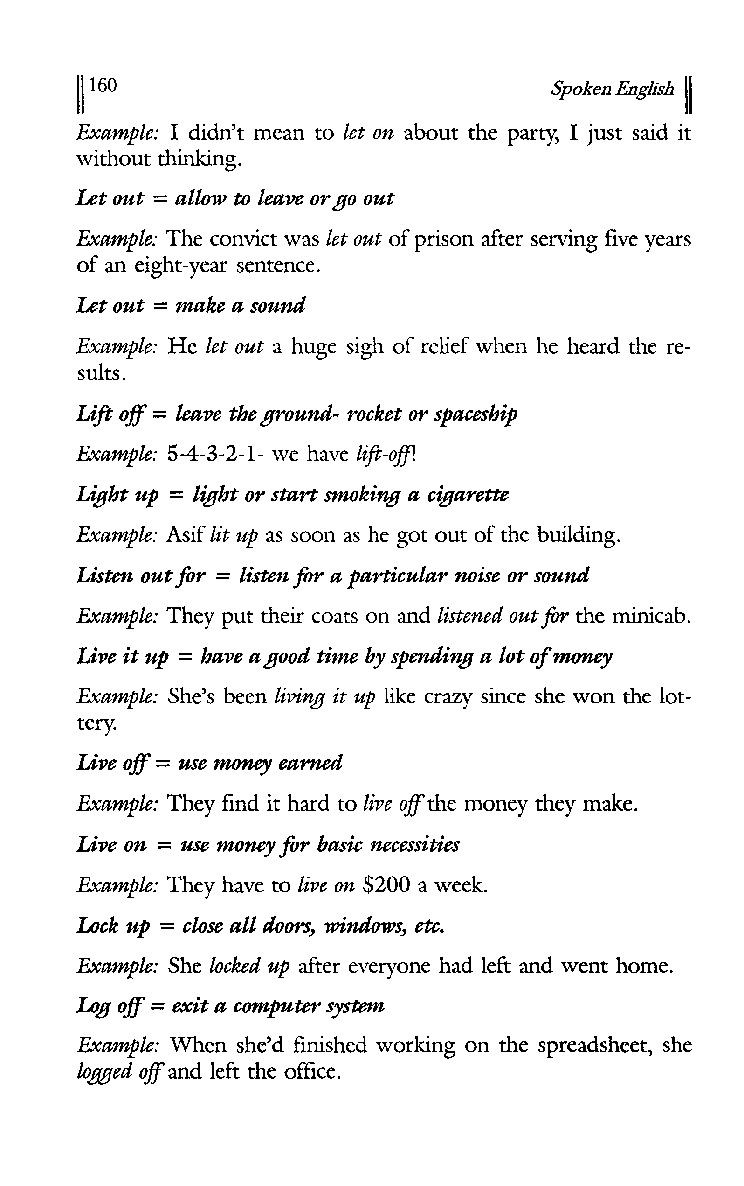 160 Spoken English
Example: I didn't mean to let on about the party, I just said it
without thinking.
Let out = allow to leave or go out
Example: The convict was let out of prison after serving five years
of an eight-year sentence.
Let out = make a sound
Example: He let out a huge sigh of relief when he heard the re-
sults.
Lift off = leave the ground- rocket or spaceship
Example: 5-4-3-2-1- we have lift-off!
Light up = light or start smoking a cigarette
Example: Asif lit up as soon as he got out of the building.
Listen out for = listen for a particular noise or sound
Example: They put their coats on and listened out for the minicab.
Live it up = have a good time by spending a lot of money
Example: She's been living it up like crazy since she won the lot-
tery.
Live off = use money earned
Example: They find it hard to live off the money they make.
Live on = use money for basic necessities
Example: They have to live on $200 a week.
Lock up = close all doors, windows, etc.
Example: She locked up after everyone had left and went home.
Log off = exit a computer system
Example: When she'd finished working on the spreadsheet, she
logged off and left the office.